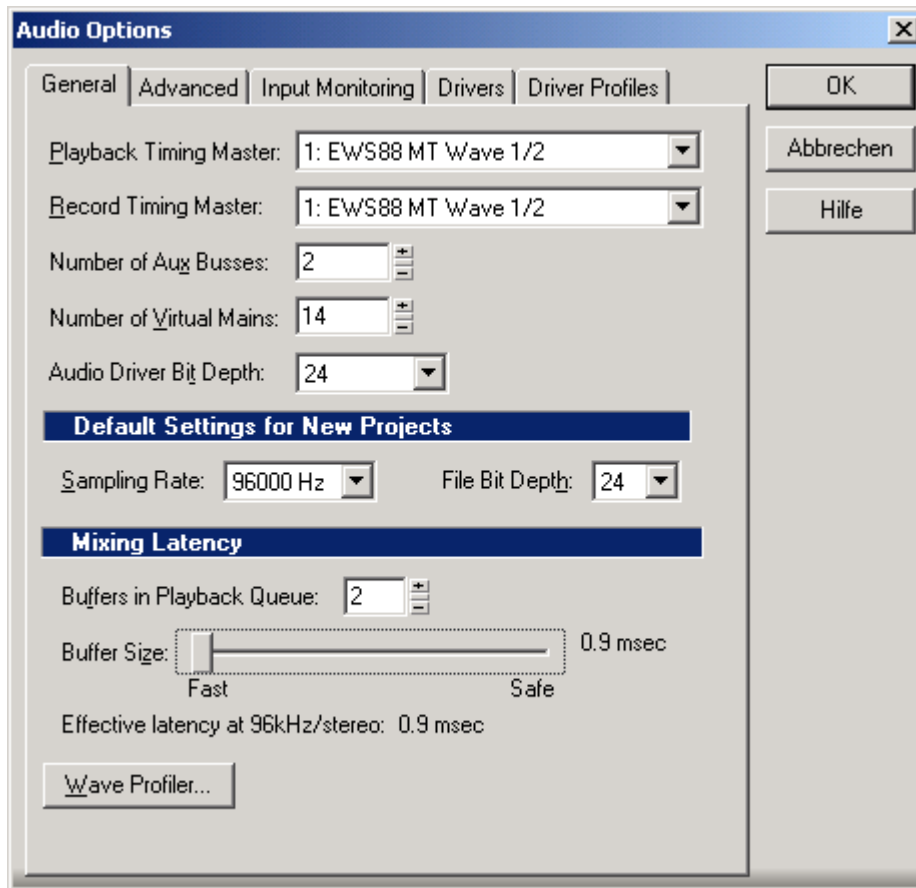 Audio Options
General Advanced Input Monitoring Drivers Driver Profiles
OK
Abbrechen
Hilfe
Playback Timing Master: 1: EWS88 MT Wave 1/2
Record Timing Master: 1: EWS88 MT Wave 1/2
Number of Aux Busses: 2
Number of Virtual Mains: 14
Audio Driver Bit Depth: 24
Default Settings for New Projects
Sampling Rate: 96000 Hz File Bit Depth: 24
Mixing Latency
Buffers in Playback Queue: 2
Buffer Size: 0.9 msec
Fast Safe
Effective latency at 96kHz/stereo: 0.9 msec
Wave Profiler...